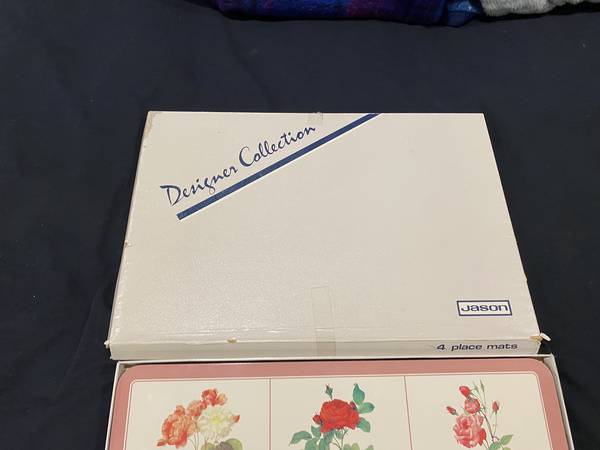 Designer Collection
Jason
4 place mats